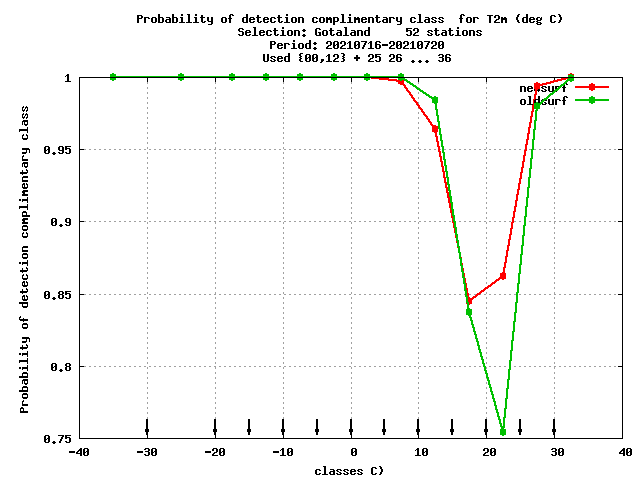 Probability of detection complimentary class  for T2m (deg C)
Selection: Gotaland     52 stations
Period: 20210716-20210720
Used {00,12} + 25 26 ... 36
Probability of detection complimentary class
1
0.95
0.9
0.85
0.8
0.75
newsurf
oldsurf
-40 -30 -20 -10 0 10 20 30 40
classes C)